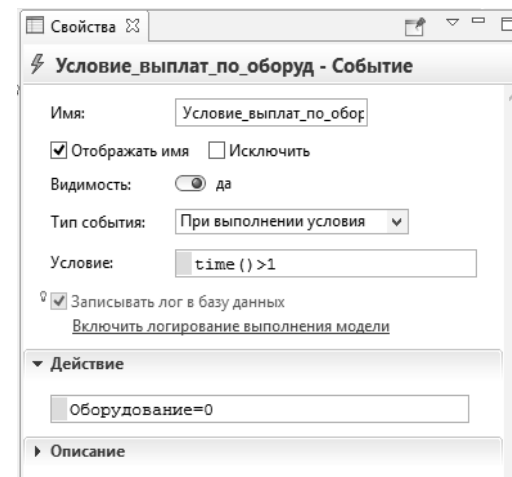 Свойства
Условие_выплат_по_оборуд - Событие
Имя: Условие_выплат_по_обор
Отображать имя Исключить
Видимость: да
Тип события: При выполнении условия
Условие: time()>1
Записывать лог в базу данных
Включить логирование выполнения модели
Действие
Оборудование=0
Описание